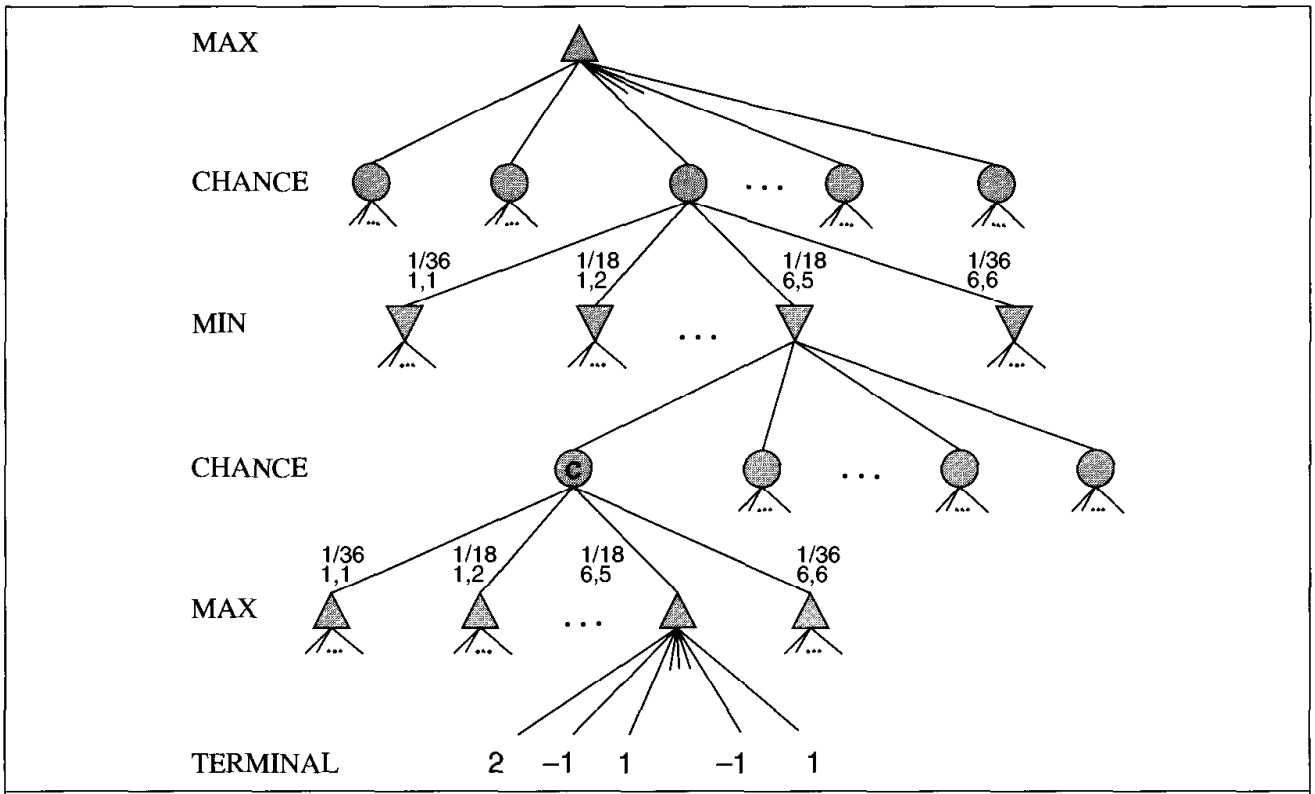 MAX
CHANCE
...
... ... ... ... ...
1/36 1/18 1/18 1/36
1,1 1,2 6,5 6,6
MIN
...
... ... ...
CHANCE
C
...
... ... ...
1/36 1/18 1/18 1/36
1,1 1,2 6,5 6,6
MAX
...
... ... ...
TERMINAL 2 –1 1 –1 1